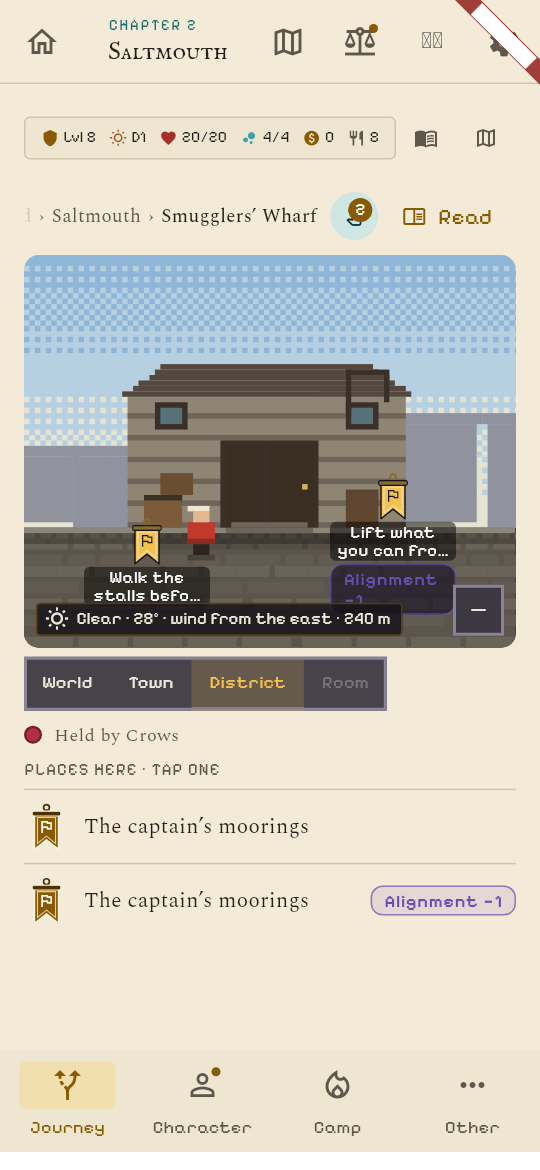 CHAPTER 2
Saltmouth
Lvl 8
D1
20/20
4/4
0
8
› Saltmouth › Smugglers’ Wharf
2
Read
Lift what
you can fro…
Walk the
stalls befo…
Alignment
-1
Clear · 28° · wind from the east · 240 m
World
Town
District
Room
Held by Crows
PLACES HERE · TAP ONE
The captain’s moorings
The captain’s moorings
Alignment -1
Journey
Character
Camp
Other